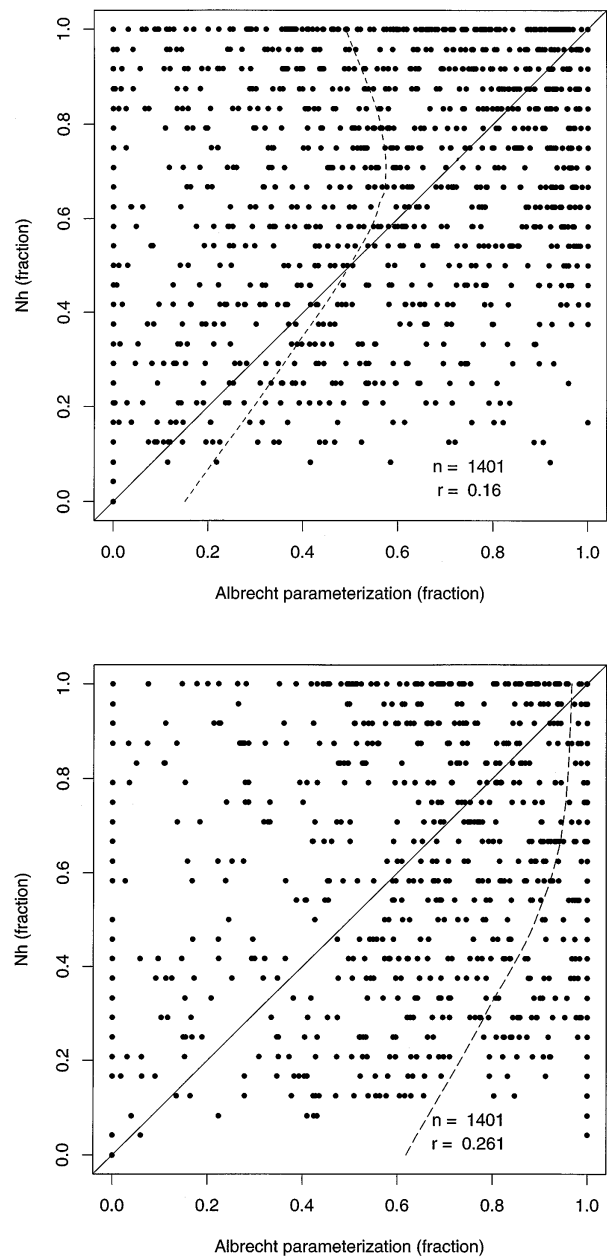 1.0
0.8
0.6
0.4
0.2
0.0
Nh (fraction)
n = 1401
r = 0.16
0.0 0.2 0.4 0.6 0.8 1.0
Albrecht parameterization (fraction)
1.0
0.8
0.6
0.4
0.2
0.0
Nh (fraction)
n = 1401
r = 0.261
0.0 0.2 0.4 0.6 0.8 1.0
Albrecht parameterization (fraction)